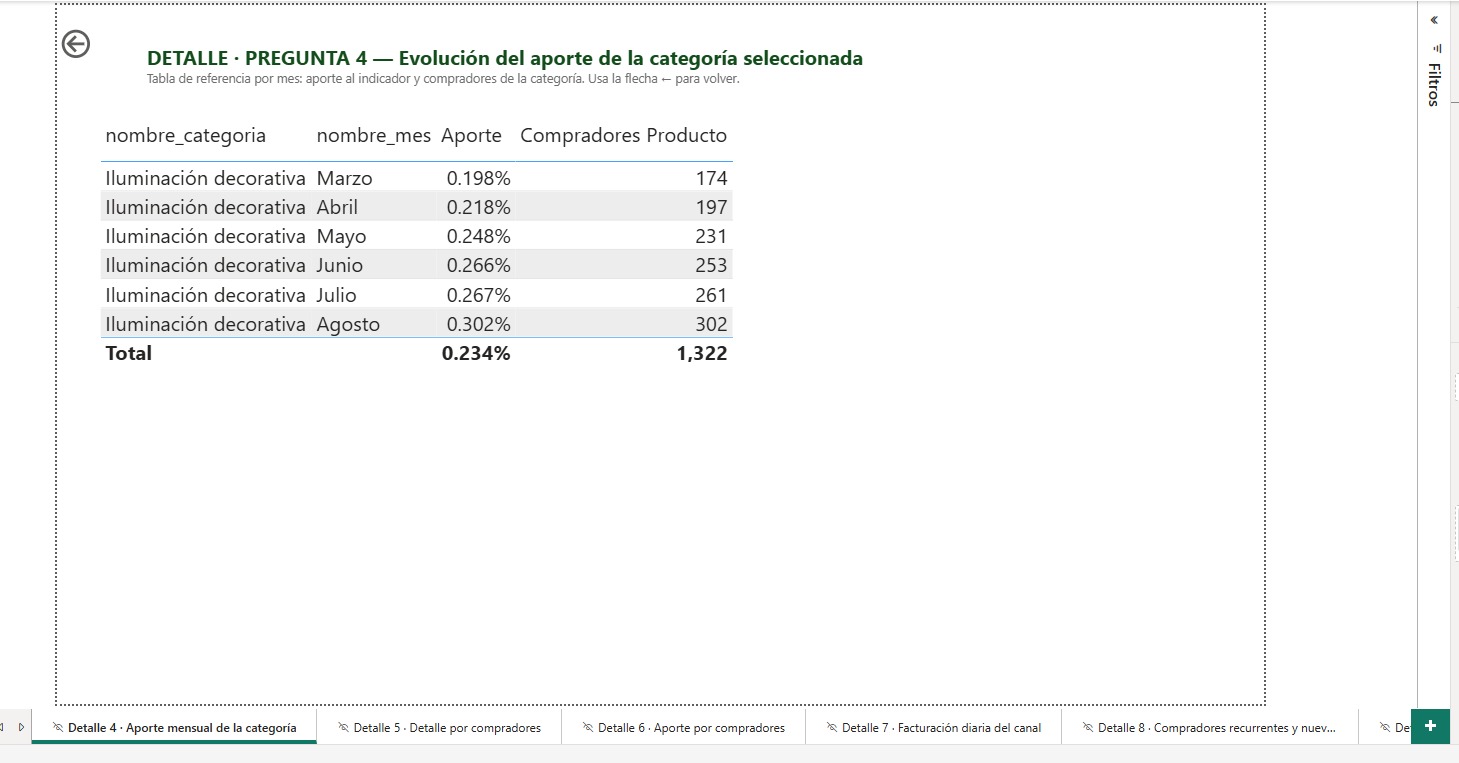 DETALLE · PREGUNTA 4 — Evolución del aporte de la categoría seleccionada
Tabla de referencia por mes: aporte al indicador y compradores de la categoría. Usa la flecha ← para volver.
nombre_categoria nombre_mes Aporte Compradores Producto
Iluminación decorativa Marzo 0.198% 174
Iluminación decorativa Abril 0.218% 197
Iluminación decorativa Mayo 0.248% 231
Iluminación decorativa Junio 0.266% 253
Iluminación decorativa Julio 0.267% 261
Iluminación decorativa Agosto 0.302% 302
Total 0.234% 1,322
Filtros
Detalle 4 · Aporte mensual de la categoría Detalle 5 · Detalle por compradores Detalle 6 · Aporte por compradores Detalle 7 · Facturación diaria del canal Detalle 8 · Compradores recurrentes y nuev... De